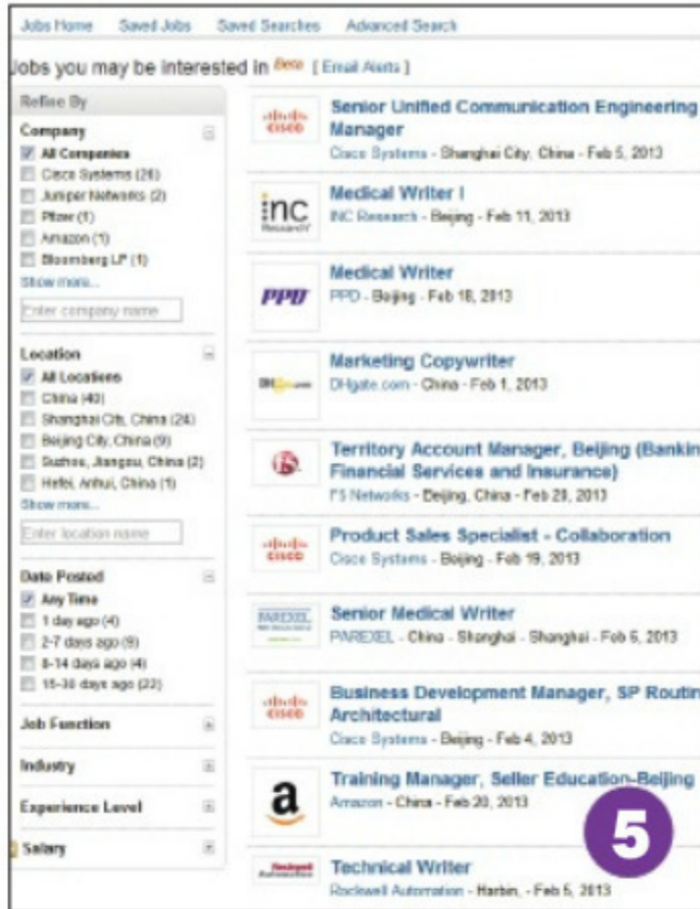 Jobs Home Saved Jobs Saved Searches Advanced Search
Jobs you may be interested in Beta [ Email Alerts ]
Refine By
Company
All Companies
Cisco Systems (26)
Juniper Networks (2)
Pfizer (1)
Amazon (1)
Bloomberg LP (1)
Show more...
Enter company name
Location
All Locations
China (40)
Shanghai City, China (24)
Beijing City, China (9)
Suzhou, Jiangsu, China (2)
Hefei, Anhui, China (1)
Show more...
Enter location name
Date Posted
Any Time
1 day ago (4)
2-7 days ago (9)
8-14 days ago (4)
15-30 days ago (22)
Job Function
Industry
Experience Level
Salary
CISCO
Senior Unified Communication Engineering
Manager
Cisco Systems - Shanghai City, China - Feb 5, 2013
inc
Research
Medical Writer I
INC Research - Beijing - Feb 11, 2013
PPD
Medical Writer
PPD - Beijing - Feb 18, 2013
Marketing Copywriter
DHgate.com - China - Feb 1, 2013
Territory Account Manager, Beijing (Bankin
Financial Services and Insurance)
F5 Networks - Beijing, China - Feb 28, 2013
CISCO
Product Sales Specialist - Collaboration
Cisco Systems - Beijing - Feb 19, 2013
PAREXEL
Senior Medical Writer
PAREXEL - China - Shanghai - Shanghai - Feb 6, 2013
CISCO
Business Development Manager, SP Routin
Architectural
Cisco Systems - Beijing - Feb 4, 2013
a
Training Manager, Seller Education-Beijing
Amazon - China - Feb 20, 2013
5
Rockwell
Automation
Technical Writer
Rockwell Automation - Harbin, - Feb 5, 2013